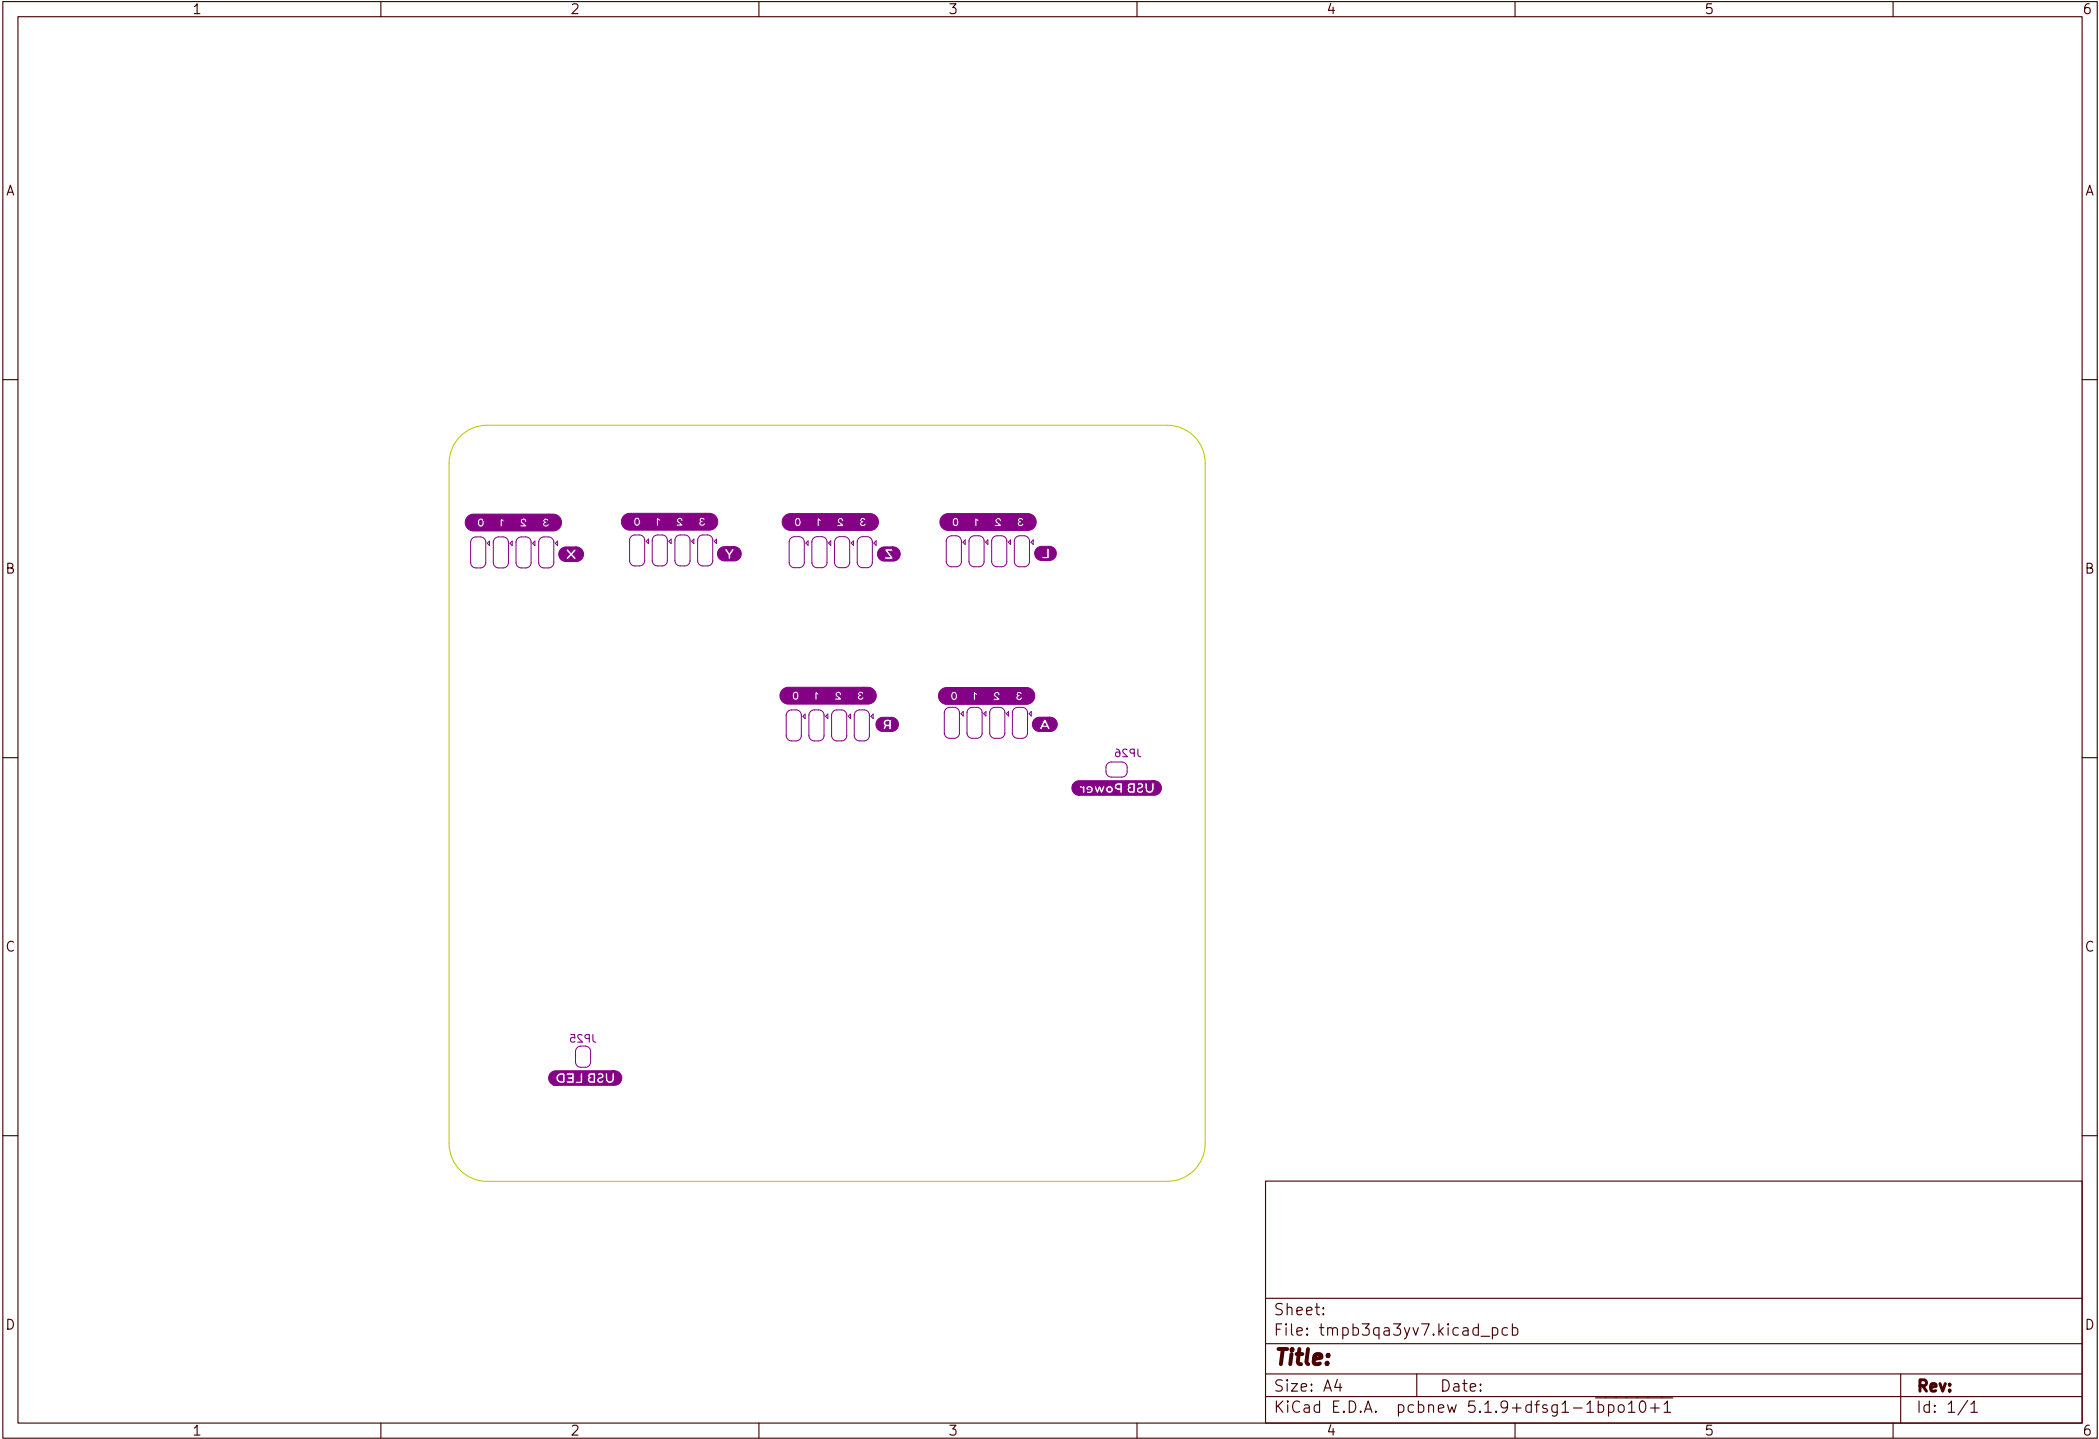 1 2 3 4 5 6
A A
0 1 2 3 0 1 2 3 0 1 2 3 0 1 2 3
X Y Z L
B B
0 1 2 3 0 1 2 3
R A
JP26
USB Power
C C
JP25
USB LED
Sheet:
File: tmpb3qa3yv7.kicad_pcb
D D
Title:
Size: A4 Date: Rev:
KiCad E.D.A. pcbnew 5.1.9+dfsg1-1bpo10+1 Id: 1/1
1 2 3 4 5 6